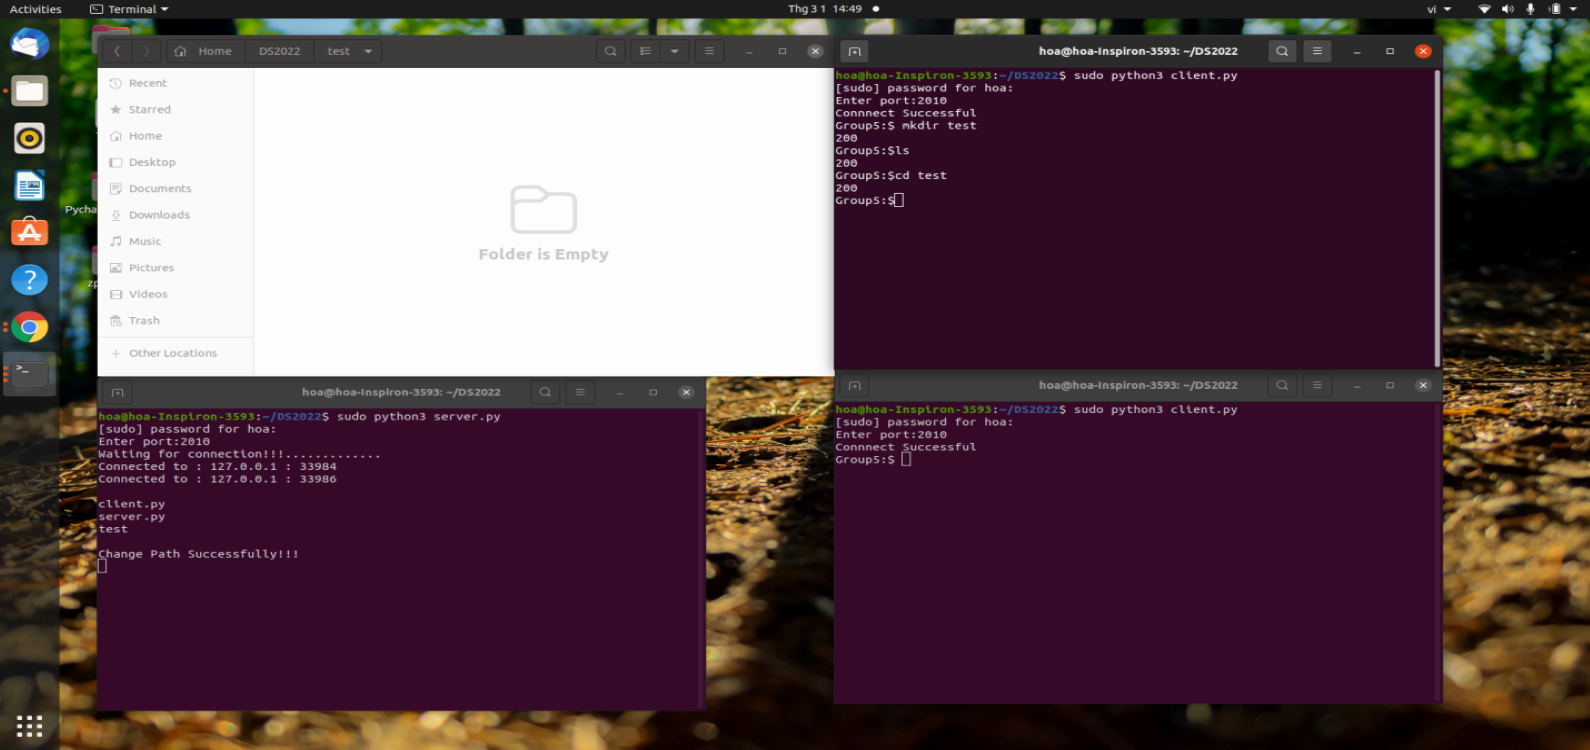 Activities
Terminal
Thg 3 1 14:49
vi
Home
DS2022
test
Recent
Starred
Home
Desktop
Documents
Downloads
Music
Pictures
Videos
Trash
Other Locations
Folder is Empty
Pycha
zp
hoa@hoa-Inspiron-3593: ~/DS2022
hoa@hoa-Inspiron-3593:~/DS2022$ sudo python3 client.py
[sudo] password for hoa:
Enter port:2010
Connnect Successful
Group5:$ mkdir test
200
Group5:$ls
200
Group5:$cd test
200
Group5:$
hoa@hoa-Inspiron-3593: ~/DS2022
hoa@hoa-Inspiron-3593:~/DS2022$ sudo python3 server.py
[sudo] password for hoa:
Enter port:2010
Waiting for connection!!!.............
Connected to : 127.0.0.1 : 33984
Connected to : 127.0.0.1 : 33986
client.py
server.py
test
Change Path Successfully!!!
hoa@hoa-Inspiron-3593: ~/DS2022
hoa@hoa-Inspiron-3593:~/DS2022$ sudo python3 client.py
[sudo] password for hoa:
Enter port:2010
Connnect Successful
Group5:$